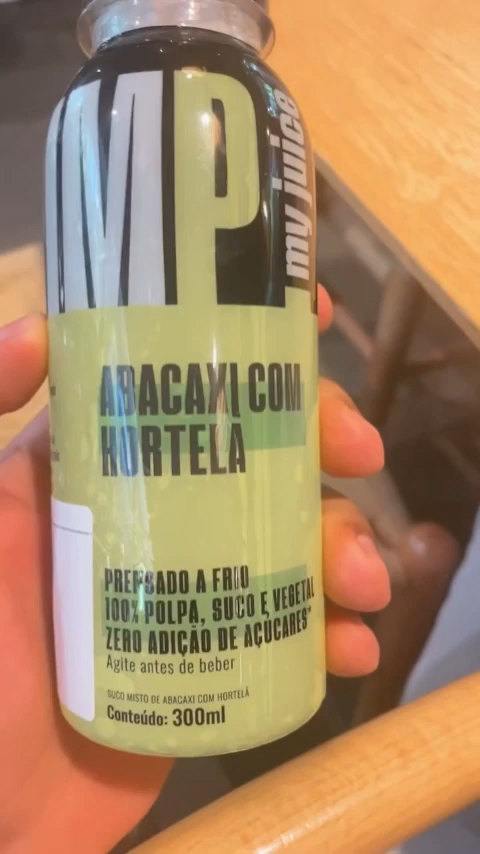 MP
my juice
ABACAXI COM
HORTELÃ
PRENSADO A FRIO
100% POLPA, SUCO E VEGETAL
ZERO ADIÇÃO DE AÇÚCARES*
Agite antes de beber
SUCO MISTO DE ABACAXI COM HORTELÃ
Conteúdo: 300ml